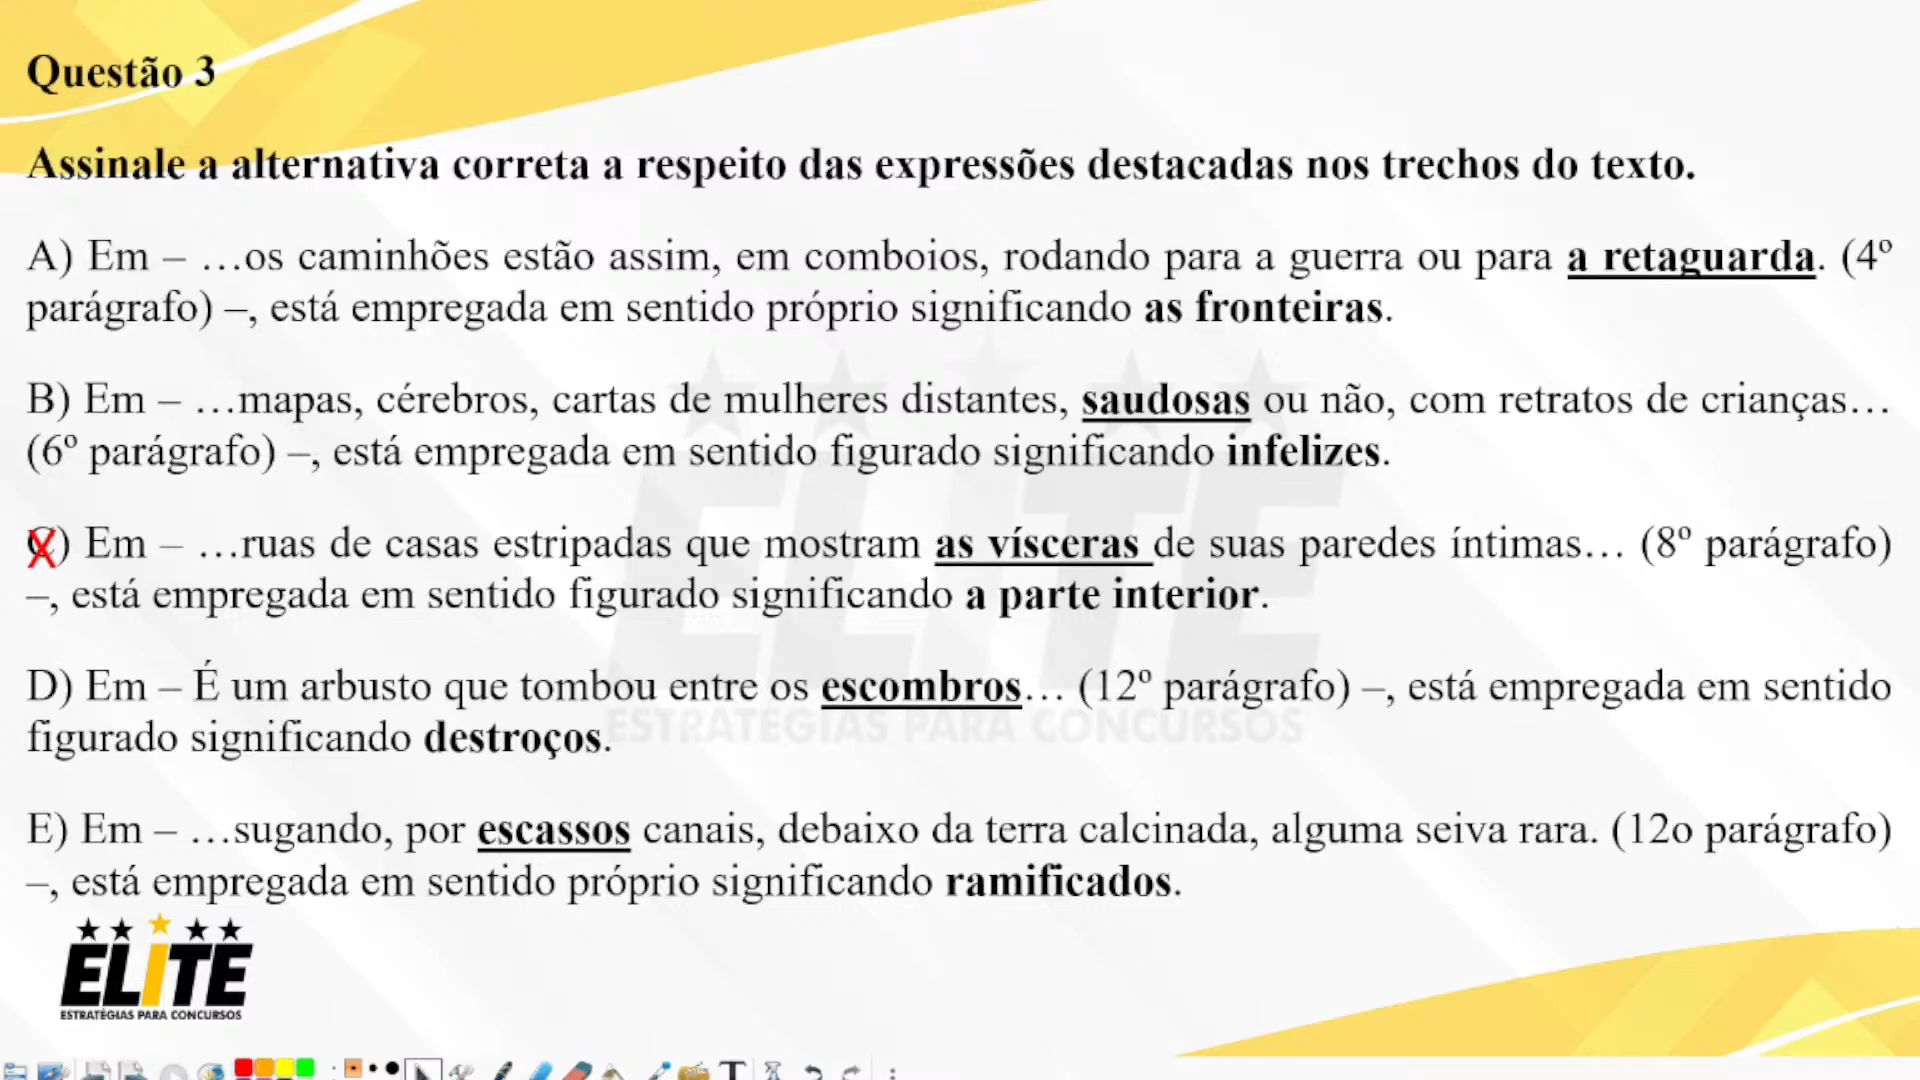 Questão 3
Assinale a alternativa correta a respeito das expressões destacadas nos trechos do texto.
A) Em – …os caminhões estão assim, em comboios, rodando para a guerra ou para a retaguarda. (4º
parágrafo) –, está empregada em sentido próprio significando as fronteiras.
B) Em – …mapas, cérebros, cartas de mulheres distantes, saudosas ou não, com retratos de crianças…
(6º parágrafo) –, está empregada em sentido figurado significando infelizes.
C) Em – …ruas de casas estripadas que mostram as vísceras de suas paredes íntimas… (8º parágrafo)
–, está empregada em sentido figurado significando a parte interior.
D) Em – É um arbusto que tombou entre os escombros… (12º parágrafo) –, está empregada em sentido
figurado significando destroços.
E) Em – …sugando, por escassos canais, debaixo da terra calcinada, alguma seiva rara. (12o parágrafo)
–, está empregada em sentido próprio significando ramificados.
ELITE
ESTRATÉGIAS PARA CONCURSOS
ELITE
ESTRATÉGIAS PARA CONCURSOS